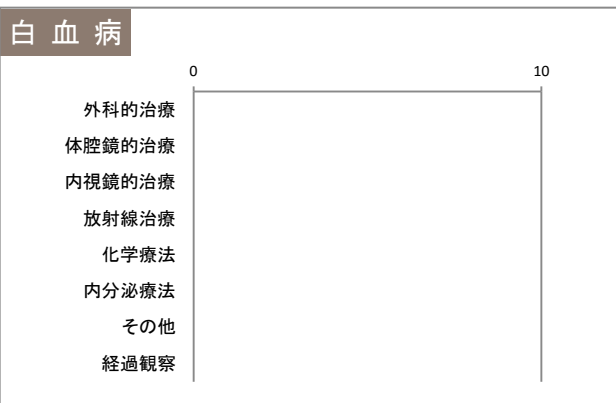 白血病
0 10
外科的治療
体腔鏡的治療
内視鏡的治療
放射線治療
化学療法
内分泌療法
その他
経過観察